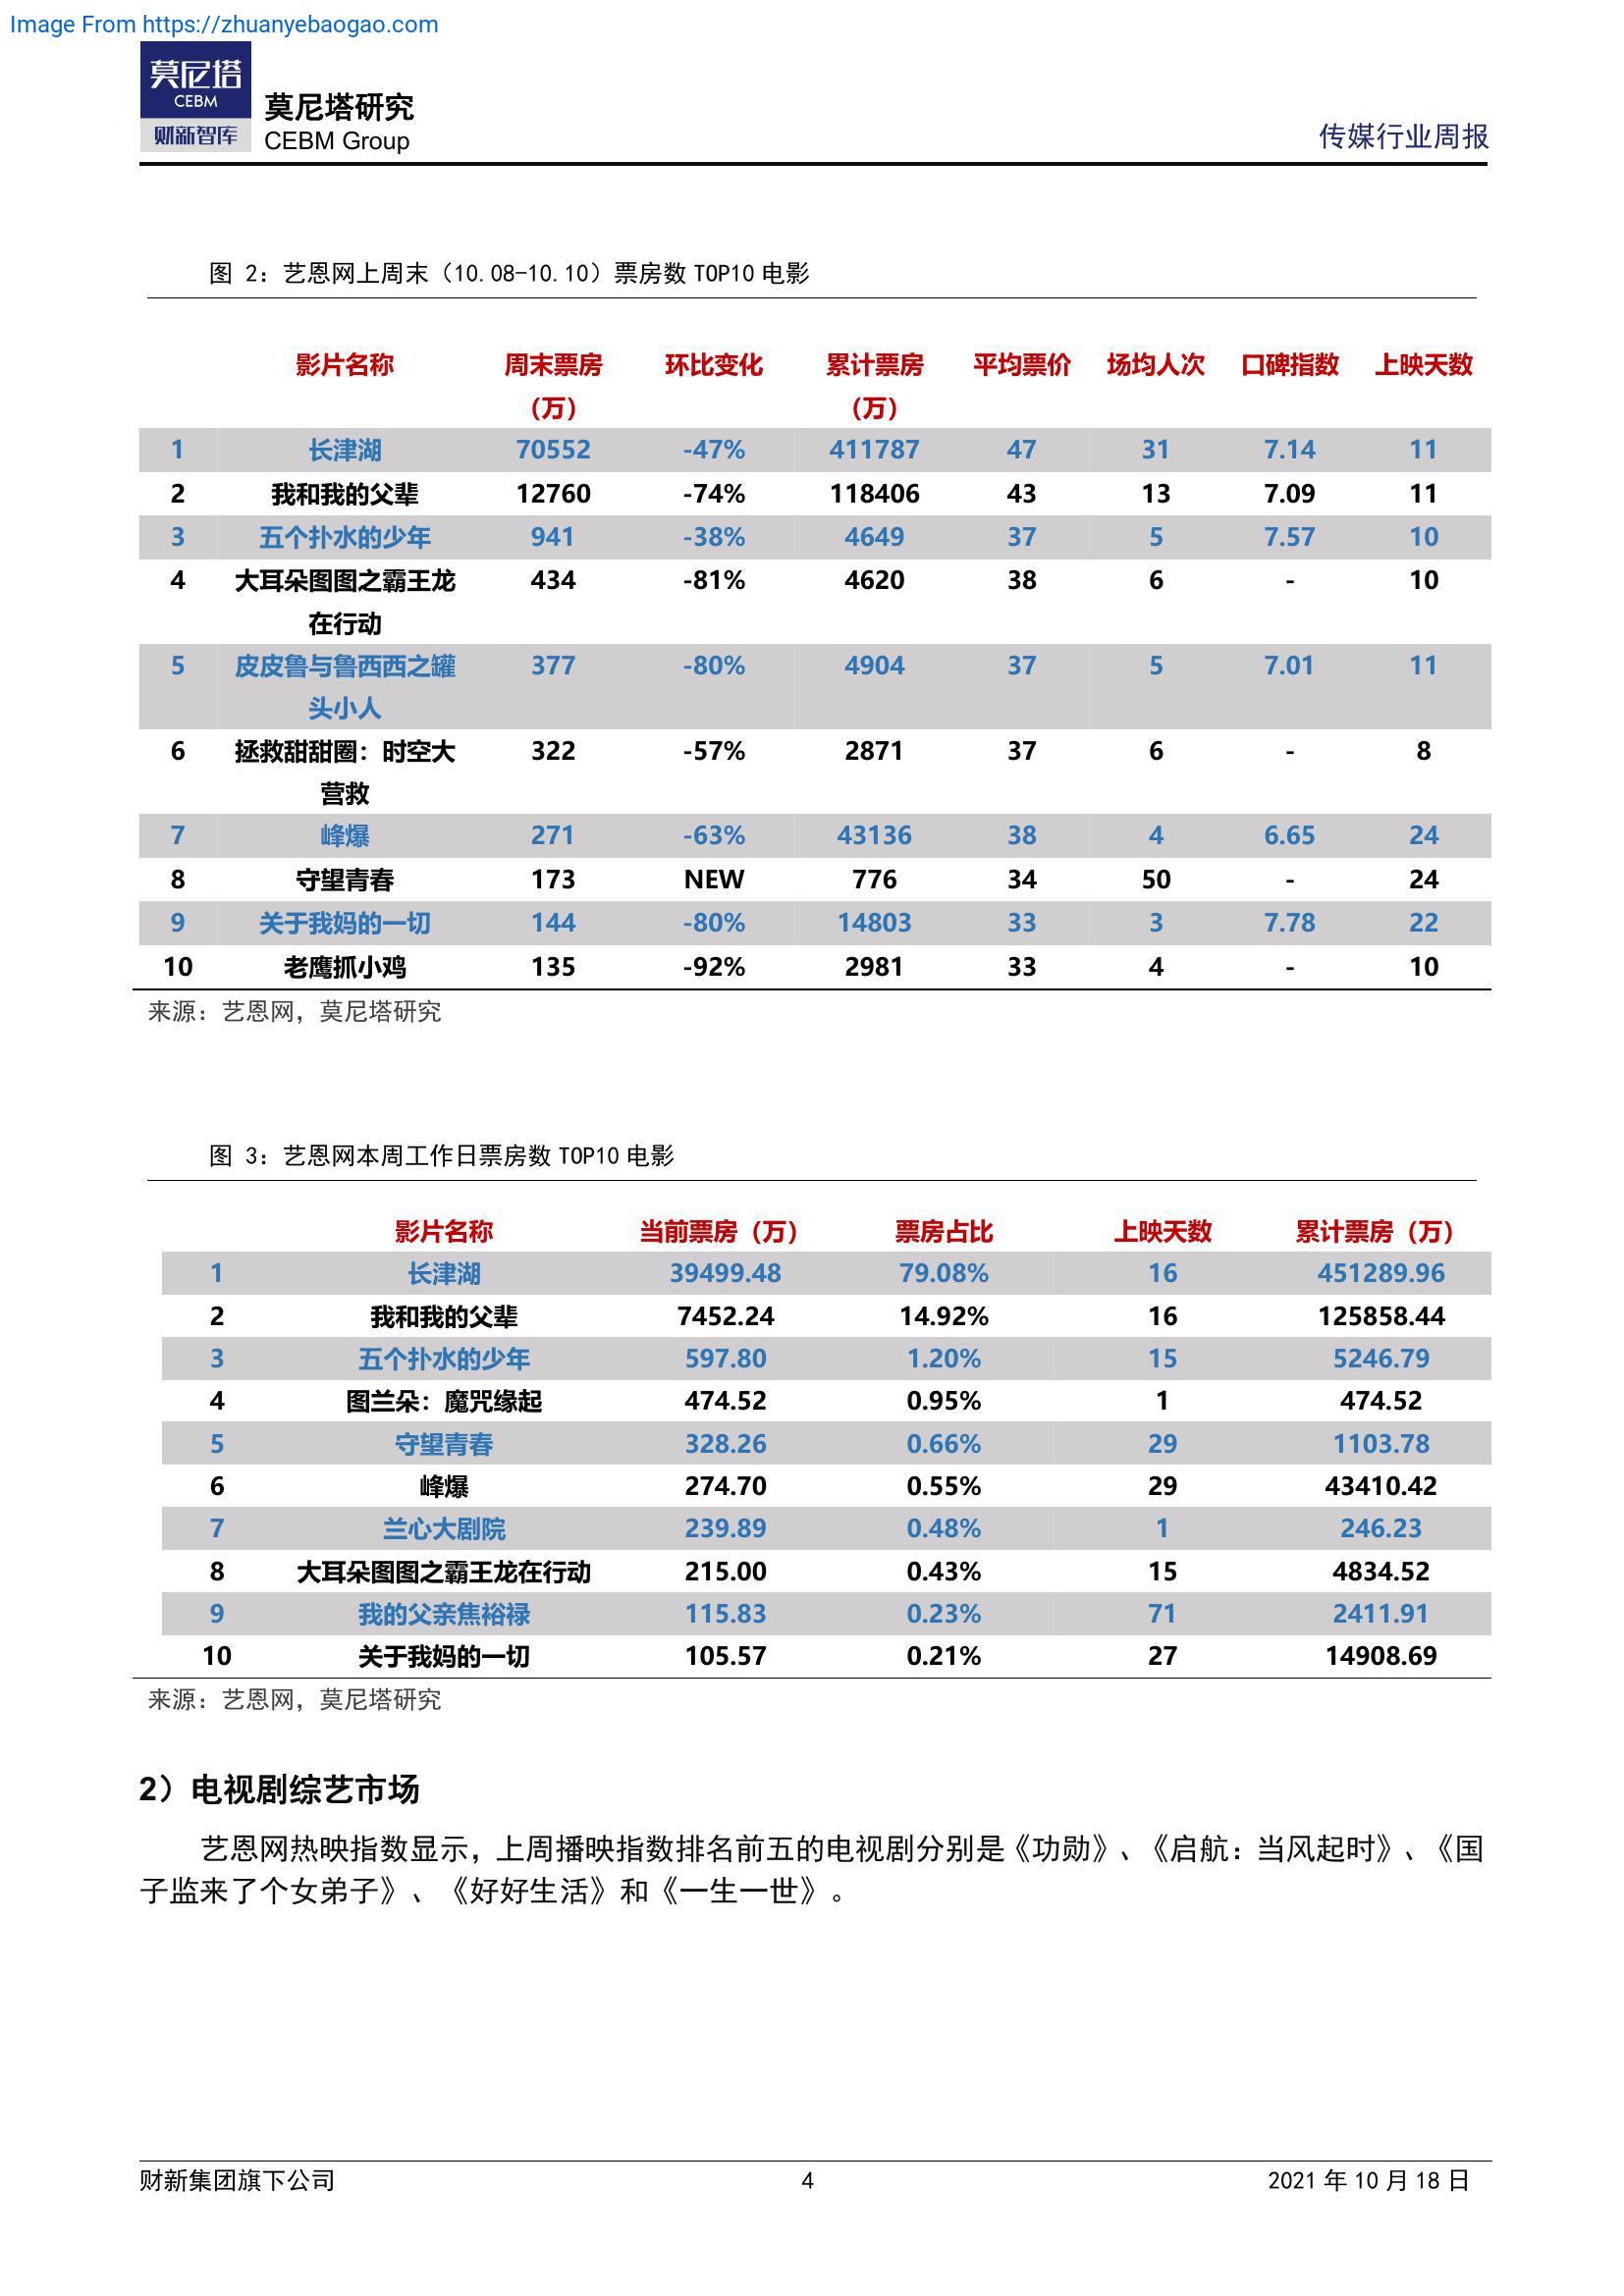 Image From https://zhuanyebaogao.com
莫尼塔
CEBM
财新智库
莫尼塔研究
CEBM Group
传媒行业周报
图 2：艺恩网上周末（10.08-10.10）票房数 TOP10 电影
影片名称 周末票房 环比变化 累计票房 平均票价 场均人次 口碑指数 上映天数
（万） （万）
1 长津湖 70552 -47% 411787 47 31 7.14 11
2 我和我的父辈 12760 -74% 118406 43 13 7.09 11
3 五个扑水的少年 941 -38% 4649 37 5 7.57 10
4 大耳朵图图之霸王龙 434 -81% 4620 38 6 - 10
在行动
5 皮皮鲁与鲁西西之罐 377 -80% 4904 37 5 7.01 11
头小人
6 拯救甜甜圈：时空大 322 -57% 2871 37 6 - 8
营救
7 峰爆 271 -63% 43136 38 4 6.65 24
8 守望青春 173 NEW 776 34 50 - 24
9 关于我妈的一切 144 -80% 14803 33 3 7.78 22
10 老鹰抓小鸡 135 -92% 2981 33 4 - 10
来源：艺恩网，莫尼塔研究
图 3：艺恩网本周工作日票房数 TOP10 电影
影片名称 当前票房（万） 票房占比 上映天数 累计票房（万）
1 长津湖 39499.48 79.08% 16 451289.96
2 我和我的父辈 7452.24 14.92% 16 125858.44
3 五个扑水的少年 597.80 1.20% 15 5246.79
4 图兰朵：魔咒缘起 474.52 0.95% 1 474.52
5 守望青春 328.26 0.66% 29 1103.78
6 峰爆 274.70 0.55% 29 43410.42
7 兰心大剧院 239.89 0.48% 1 246.23
8 大耳朵图图之霸王龙在行动 215.00 0.43% 15 4834.52
9 我的父亲焦裕禄 115.83 0.23% 71 2411.91
10 关于我妈的一切 105.57 0.21% 27 14908.69
来源：艺恩网，莫尼塔研究
2）电视剧综艺市场
艺恩网热映指数显示，上周播映指数排名前五的电视剧分别是《功勋》、《启航：当风起时》、《国
子监来了个女弟子》、《好好生活》和《一生一世》。
财新集团旗下公司 4 2021 年 10 月 18 日